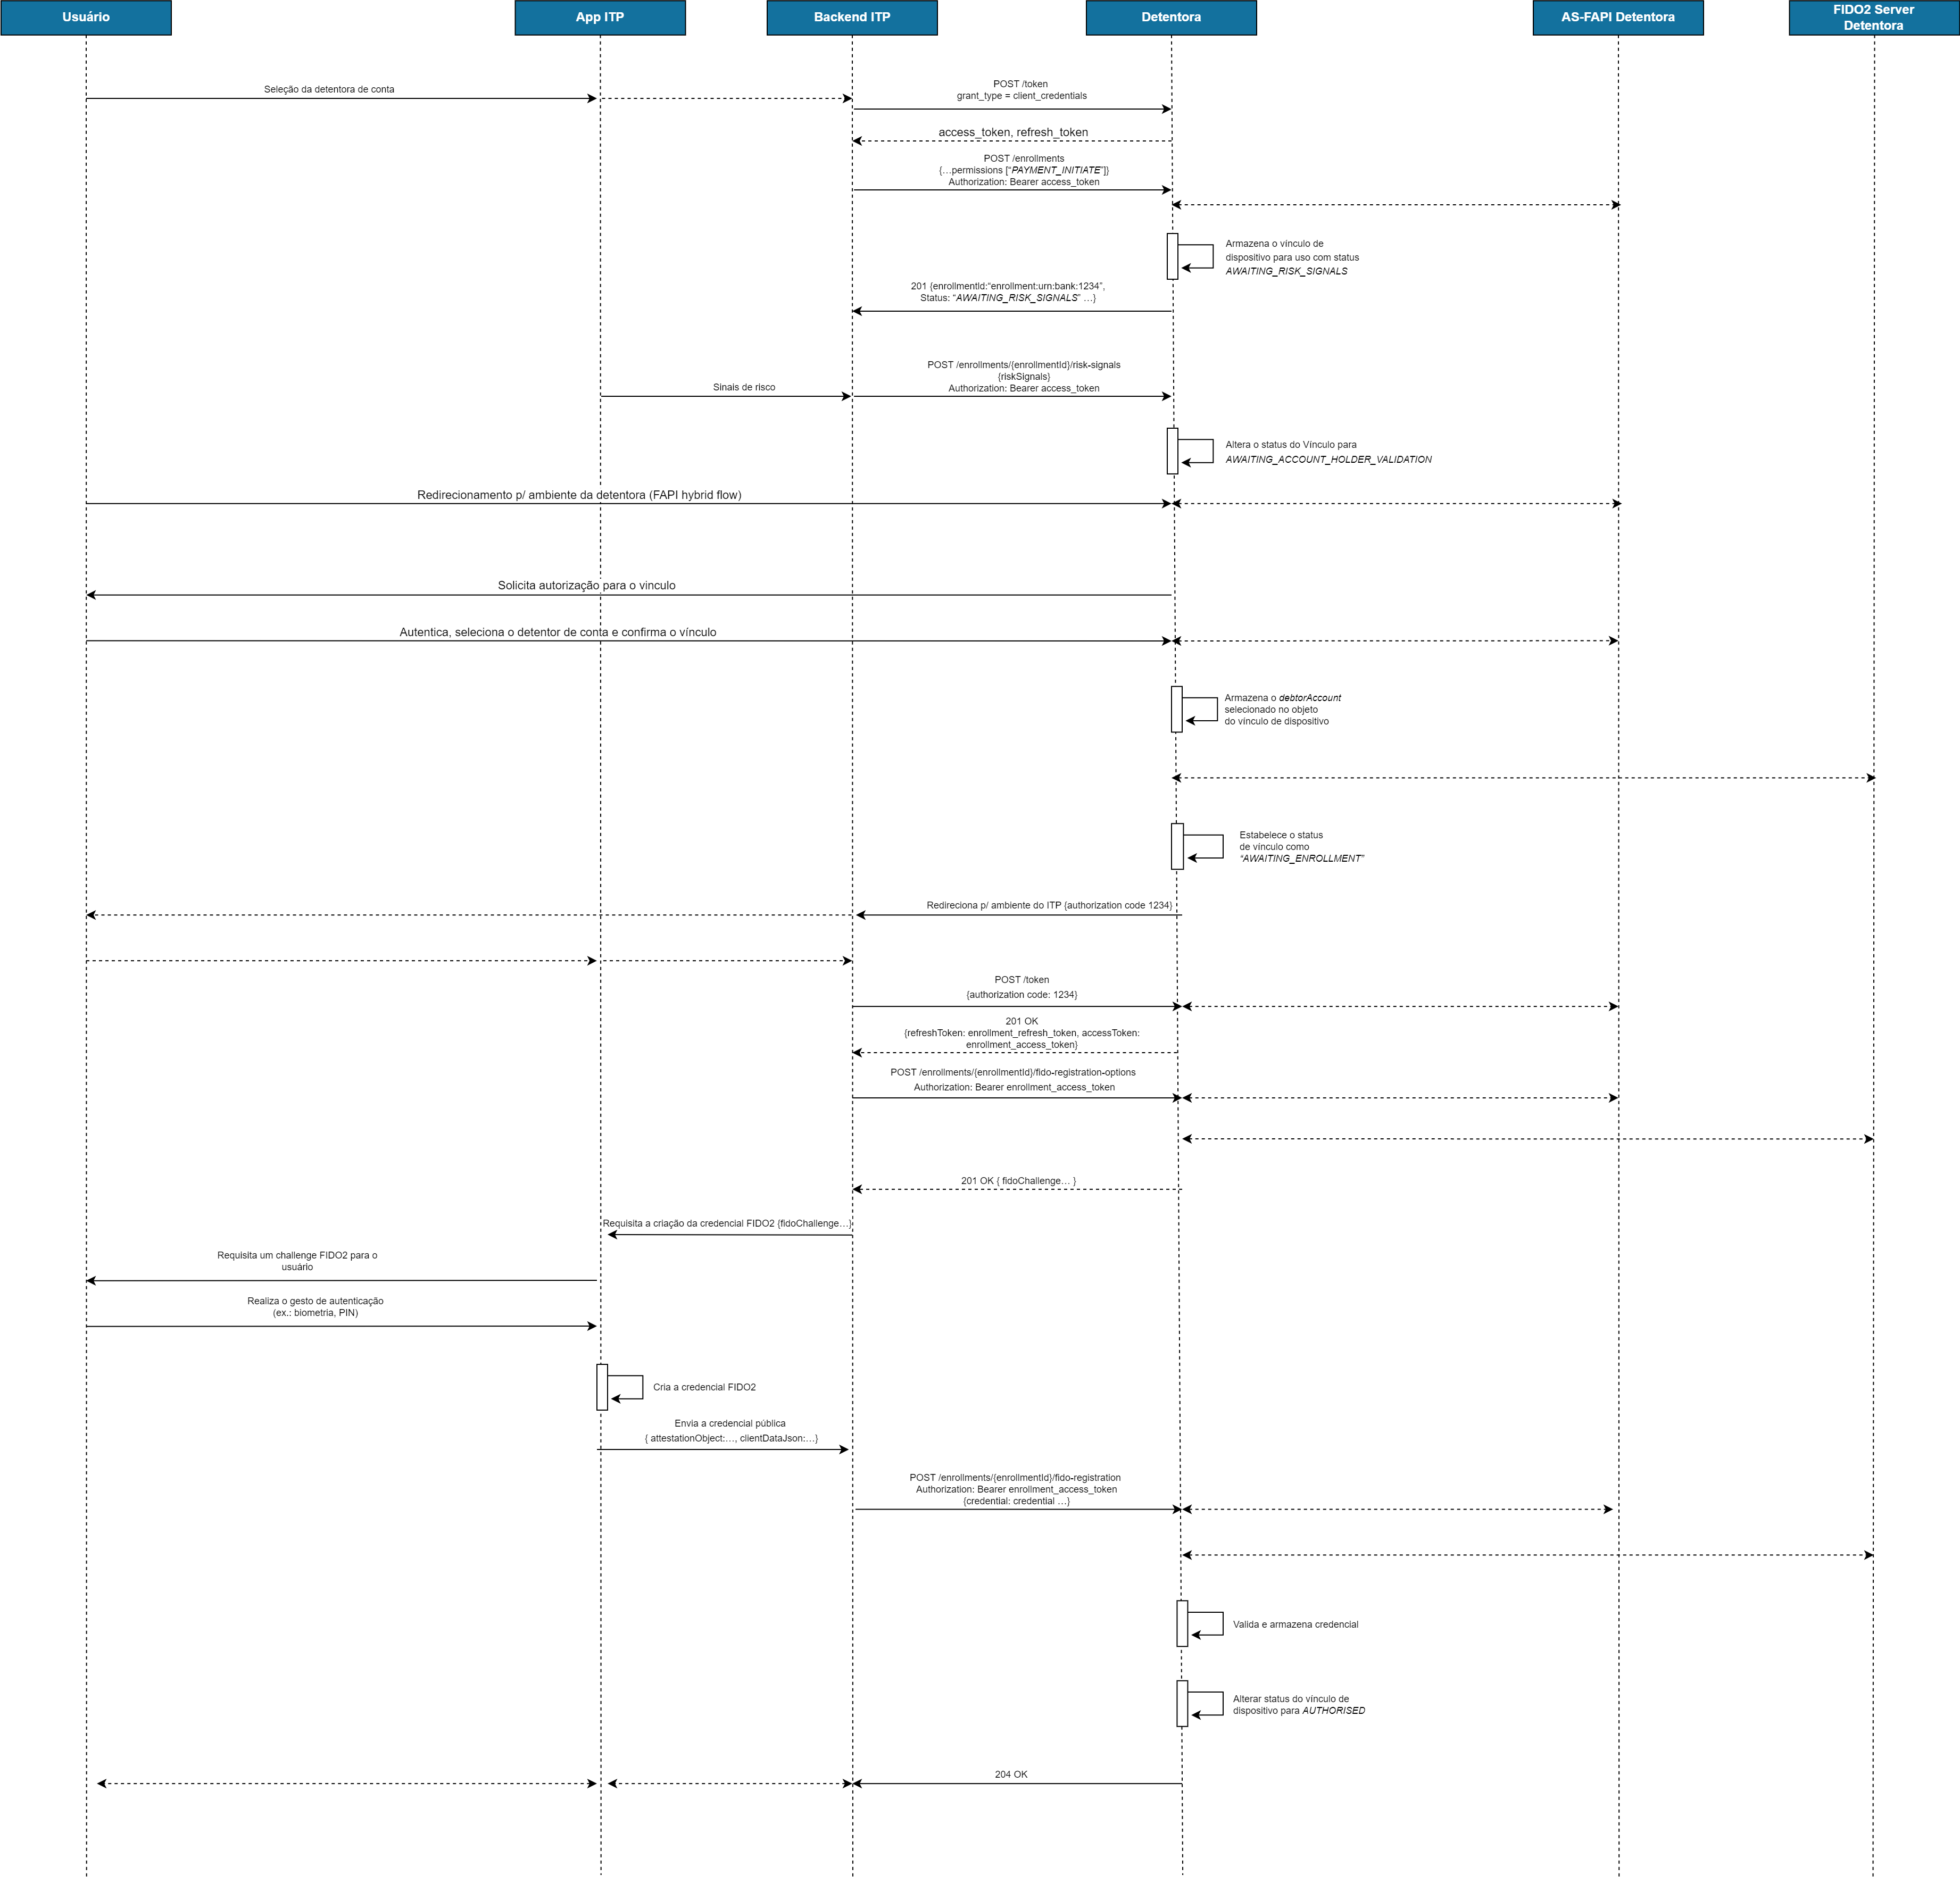 Usuário
App ITP
Backend ITP
Detentora
AS-FAPI Detentora
FIDO2 Server
Detentora
Seleção da detentora de conta
POST /token
grant_type = client_credentials
access_token, refresh_token
POST /enrollments
{…permissions [“PAYMENT_INITIATE”]}
Authorization: Bearer access_token
Armazena o vínculo de
dispositivo para uso com status
AWAITING_RISK_SIGNALS
201 {enrollmentId:“enrollment:urn:bank:1234”,
Status: “AWAITING_RISK_SIGNALS” …}
POST /enrollments/{enrollmentId}/risk-signals
{riskSignals}
Authorization: Bearer access_token
Sinais de risco
Altera o status do Vínculo para
AWAITING_ACCOUNT_HOLDER_VALIDATION
Redirecionamento p/ ambiente da detentora (FAPI hybrid flow)
Solicita autorização para o vinculo
Autentica, seleciona o detentor de conta e confirma o vínculo
Armazena o debtorAccount
selecionado no objeto
do vínculo de dispositivo
Estabelece o status
de vínculo como
“AWAITING_ENROLLMENT”
Redireciona p/ ambiente do ITP {authorization code 1234}
POST /token
{authorization code: 1234}
201 OK
{refreshToken: enrollment_refresh_token, accessToken:
enrollment_access_token}
POST /enrollments/{enrollmentId}/fido-registration-options
Authorization: Bearer enrollment_access_token
201 OK { fidoChallenge… }
Requisita a criação da credencial FIDO2 {fidoChallenge…}
Requisita um challenge FIDO2 para o
usuário
Realiza o gesto de autenticação
(ex.: biometria, PIN)
Cria a credencial FIDO2
Envia a credencial pública
{ attestationObject:…, clientDataJson:…}
POST /enrollments/{enrollmentId}/fido-registration
Authorization: Bearer enrollment_access_token
{credential: credential …}
Valida e armazena credencial
Alterar status do vínculo de
dispositivo para AUTHORISED
204 OK